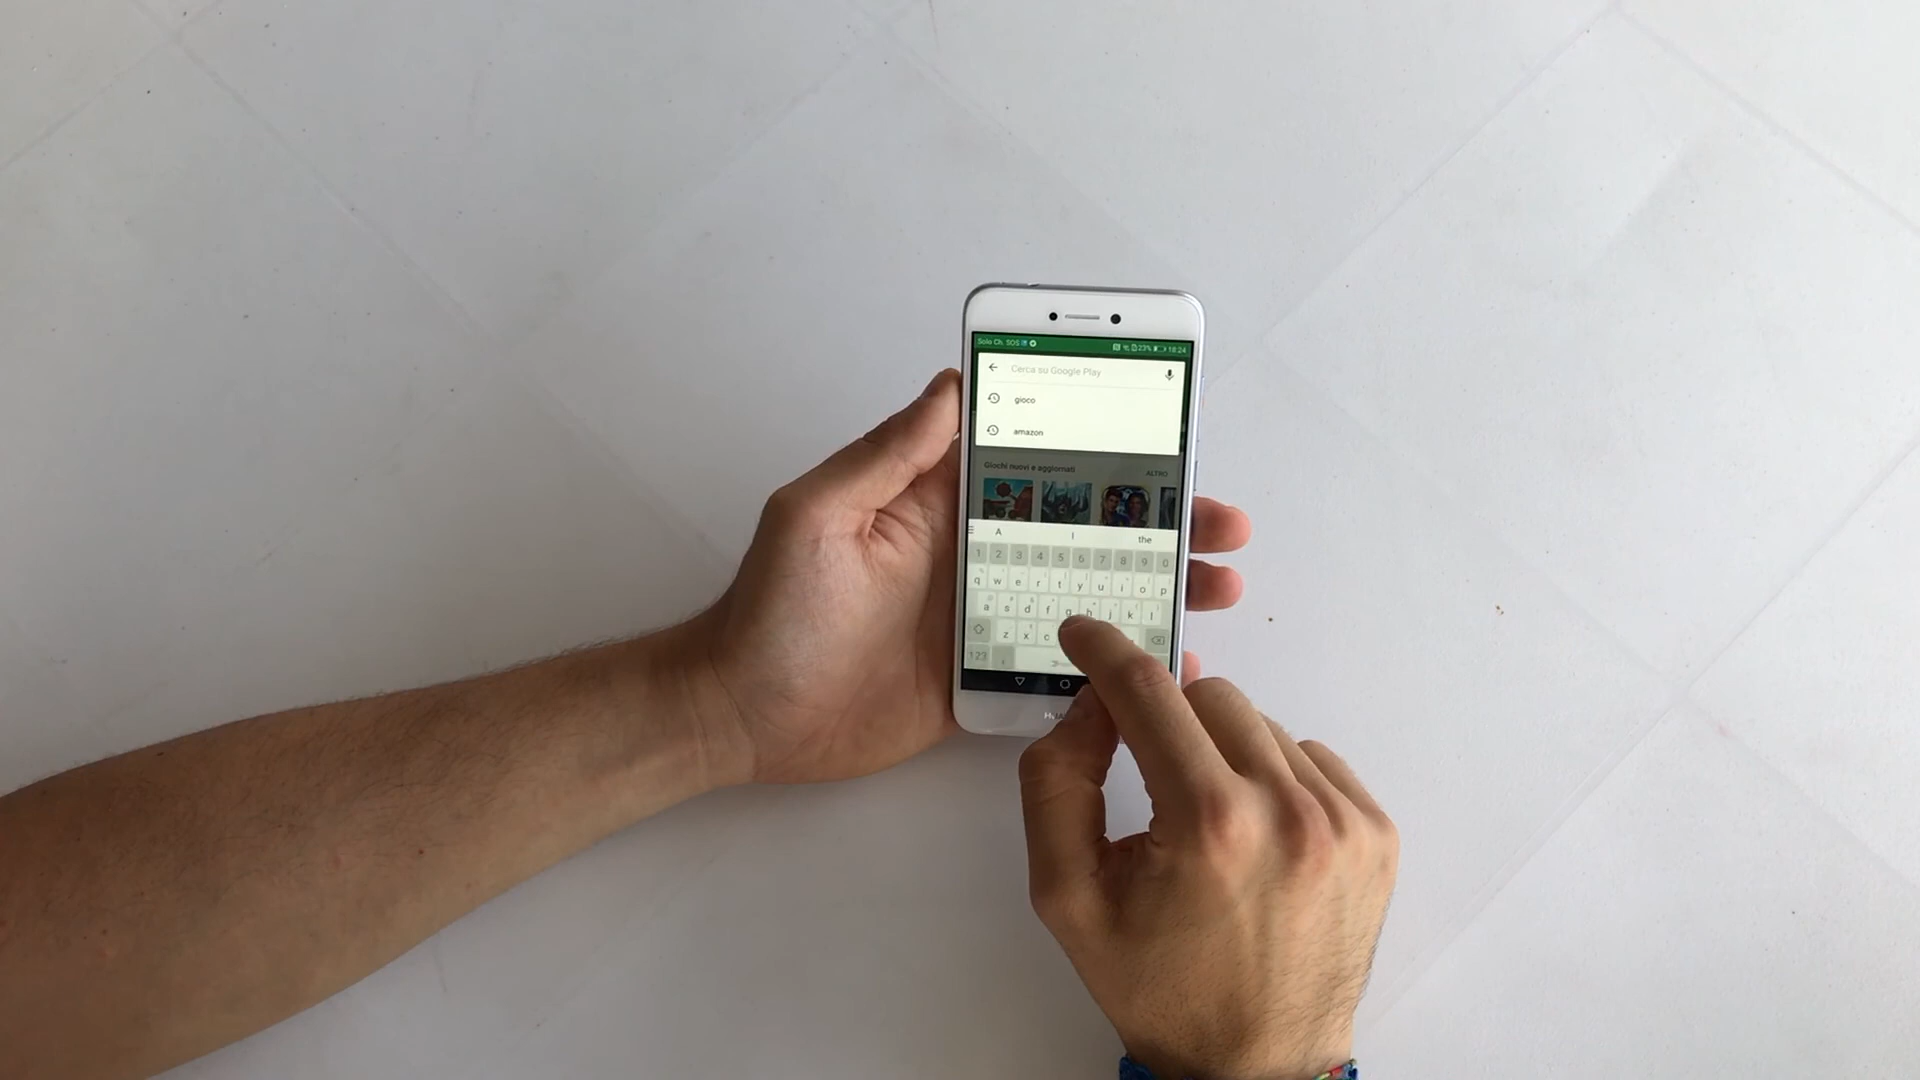 Solo Ch. SOS 23% 18:24
Cerca su Google Play
gioco
amazon
Giochi nuovi e aggiornati ALTRO
A I the
1 2 3 4 5 6 7 8 9 0
q w e r t y u i o p
a s d f g h j k l
z x c
123 ,